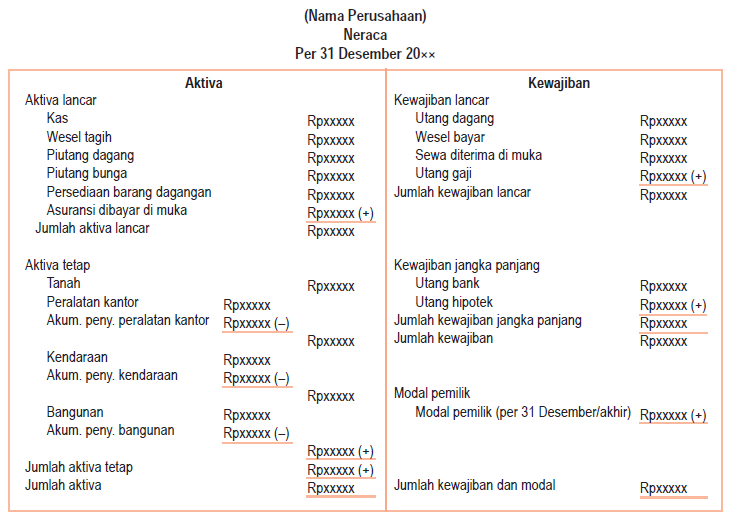 (Nama Perusahaan)
Neraca
Per 31 Desember 20××
Aktiva
Aktiva lancar
Kas Rpxxxxx
Wesel tagih Rpxxxxx
Piutang dagang Rpxxxxx
Piutang bunga Rpxxxxx
Persediaan barang dagangan Rpxxxxx
Asuransi dibayar di muka Rpxxxxx (+)
Jumlah aktiva lancar Rpxxxxx
Aktiva tetap
Tanah Rpxxxxx
Peralatan kantor Rpxxxxx
Akum. peny. peralatan kantor Rpxxxxx (–)
Rpxxxxx
Kendaraan Rpxxxxx
Akum. peny. kendaraan Rpxxxxx (–)
Rpxxxxx
Bangunan Rpxxxxx
Akum. peny. bangunan Rpxxxxx (–)
Rpxxxxx (+)
Jumlah aktiva tetap Rpxxxxx (+)
Jumlah aktiva Rpxxxxx
Kewajiban
Kewajiban lancar
Utang dagang Rpxxxxx
Wesel bayar Rpxxxxx
Sewa diterima di muka Rpxxxxx
Utang gaji Rpxxxxx (+)
Jumlah kewajiban lancar Rpxxxxx
Kewajiban jangka panjang
Utang bank Rpxxxxx
Utang hipotek Rpxxxxx (+)
Jumlah kewajiban jangka panjang Rpxxxxx
Jumlah kewajiban Rpxxxxx
Modal pemilik
Modal pemilik (per 31 Desember/akhir) Rpxxxxx (+)
Jumlah kewajiban dan modal Rpxxxxx